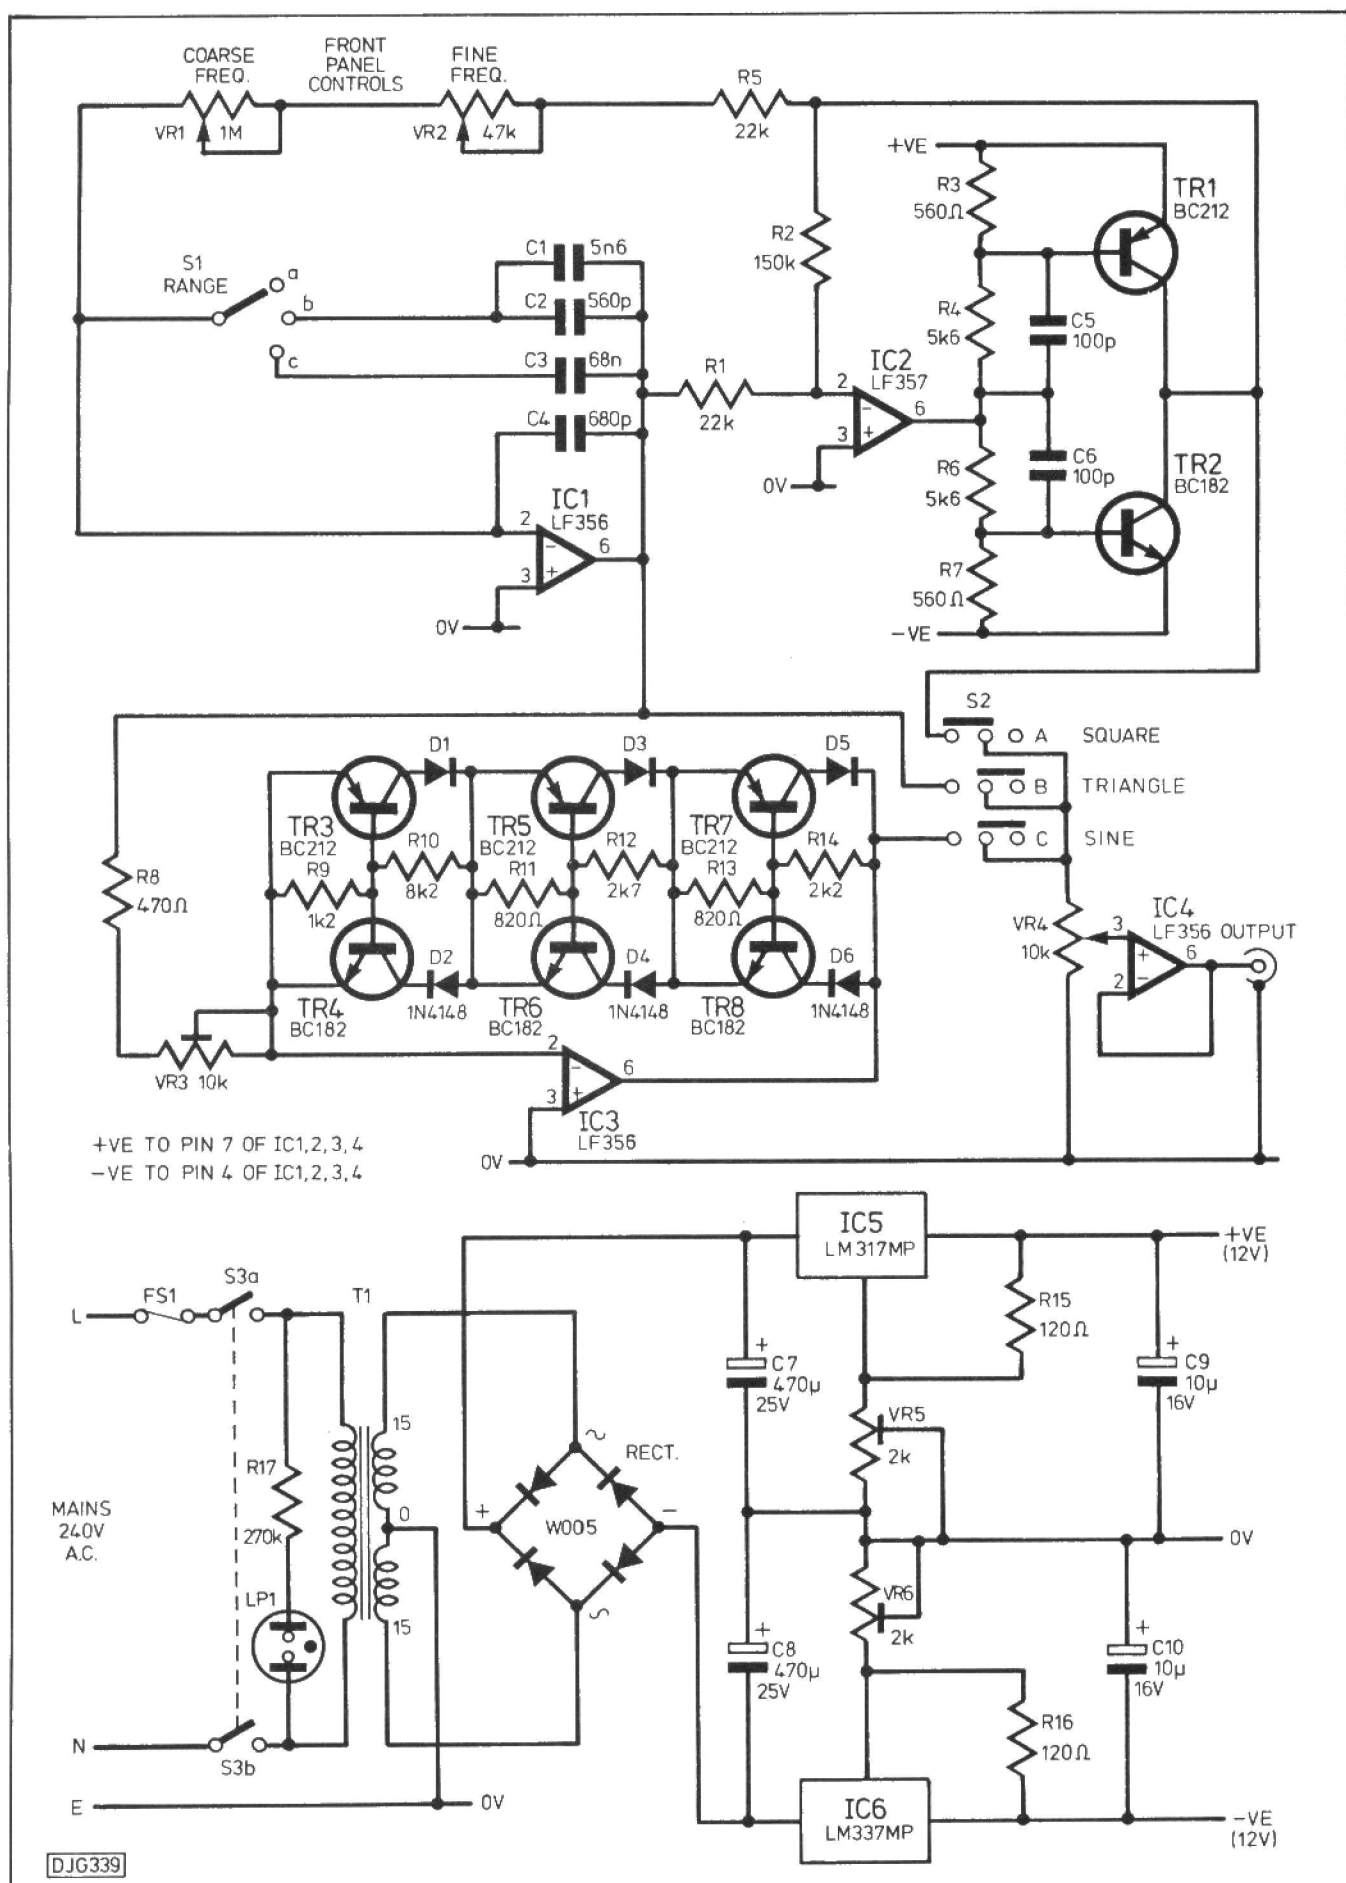 COARSE FREQ.
FRONT PANEL CONTROLS
FINE FREQ.
VR1 1M
VR2 47k
R5
22k
+VE
R3
560Ω
TR1
BC212
R2
150k
S1
RANGE
a
b
c
C1 5n6
C2 560p
C3 68n
C4 680p
R4
5k6
C5
100p
R1
22k
IC2
LF357
2
3
6
−
+
0V
R6
5k6
C6
100p
TR2
BC182
IC1
LF356
2
3
6
−
+
0V
R7
560Ω
−VE
S2
A SQUARE
B TRIANGLE
C SINE
D1
D3
D5
TR3
BC212
TR5
BC212
TR7
BC212
R10
8k2
R12
2k7
R14
2k2
R8
470Ω
R9
1k2
R11
820Ω
R13
820Ω
D2
1N4148
D4
1N4148
D6
1N4148
TR4
BC182
TR6
BC182
TR8
BC182
VR3 10k
VR4
10k
IC4
LF356 OUTPUT
3
2
6
+
−
2
3
6
−
+
IC3
LF356
0V
+VE TO PIN 7 OF IC1,2,3,4
−VE TO PIN 4 OF IC1,2,3,4
IC5
LM317MP
+VE
(12V)
L
FS1
S3a
T1
R15
120Ω
+
C7
470µ
25V
+
C9
10µ
16V
15
0
15
RECT.
W005
+
−
VR5
2k
R17
270k
MAINS
240V
A.C.
LP1
0V
VR6
2k
+
C8
470µ
25V
+
C10
10µ
16V
R16
120Ω
N
S3b
E
0V
IC6
LM337MP
−VE
(12V)
DJG339